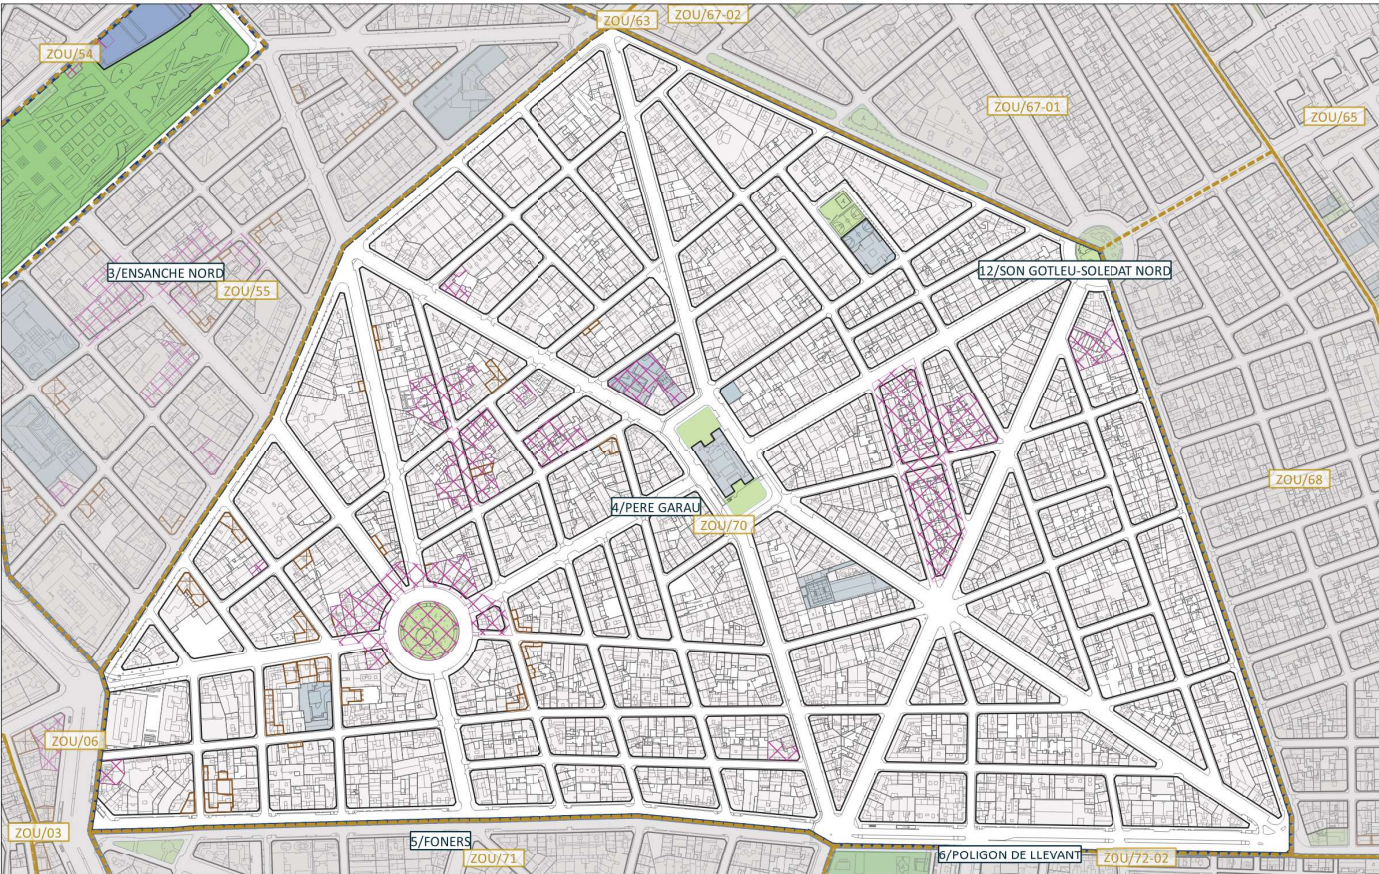 ZOU/63
ZOU/67-02
ZOU/54
ZOU/67-01
ZOU/65
3/ENSANCHE NORD
12/SON GOTLEU-SOLEDAT NORD
ZOU/55
ZOU/68
4/PERE GARAU
ZOU/70
ZOU/06
ZOU/03
5/FONERS
ZOU/71
6/POLIGON DE LLEVANT
ZOU/72-02